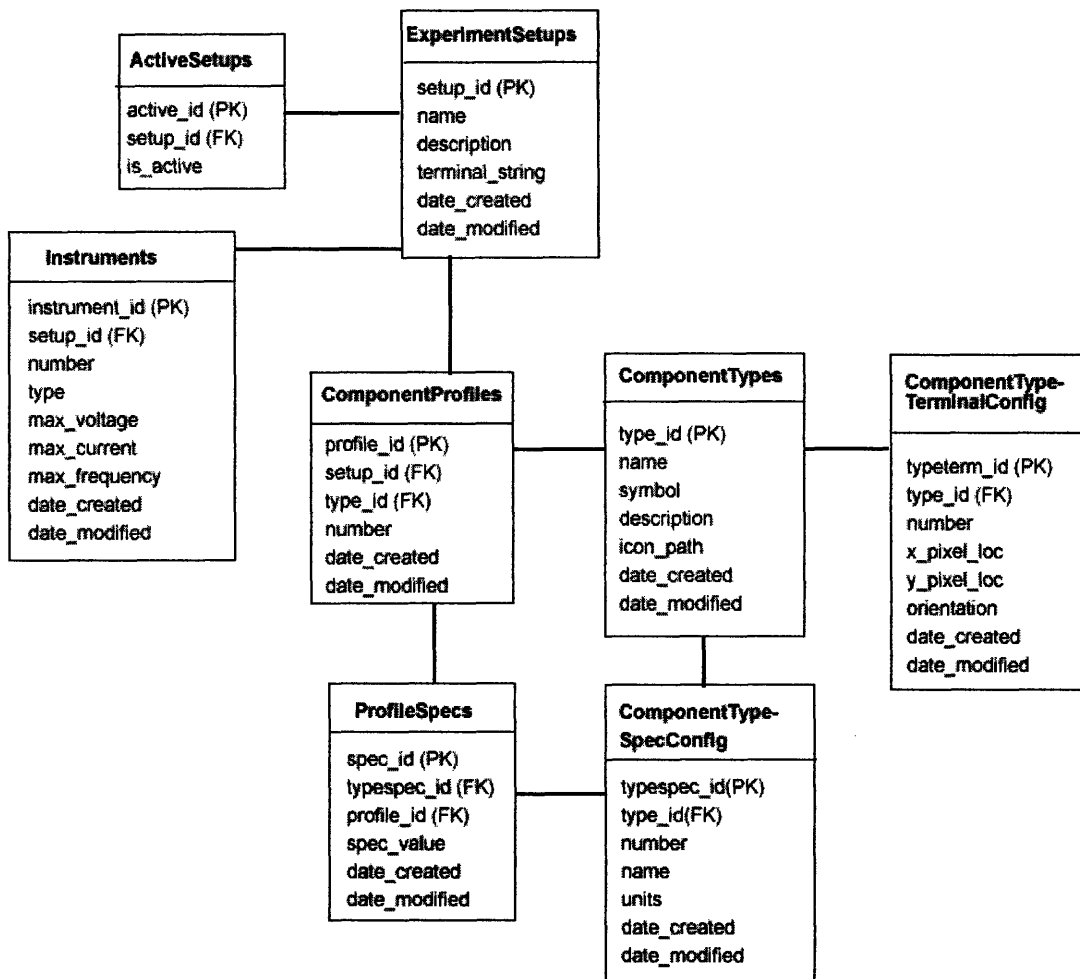 ActiveSetups
active_id (PK)
setup_id (FK)
is_active
ExperimentSetups
setup_id (PK)
name
description
terminal_string
date_created
date_modified
Instruments
instrument_id (PK)
setup_id (FK)
number
type
max_voltage
max_current
max_frequency
date_created
date_modified
ComponentProfiles
profile_id (PK)
setup_id (FK)
type_id (FK)
number
date_created
date_modified
ComponentTypes
type_id (PK)
name
symbol
description
icon_path
date_created
date_modified
ComponentType-
TerminalConfig
typeterm_id (PK)
type_id (FK)
number
x_pixel_loc
y_pixel_loc
orientation
date_created
date_modified
ProfileSpecs
spec_id (PK)
typespec_id (FK)
profile_id (FK)
spec_value
date_created
date_modified
ComponentType-
SpecConfig
typespec_id(PK)
type_id(FK)
number
name
units
date_created
date_modified